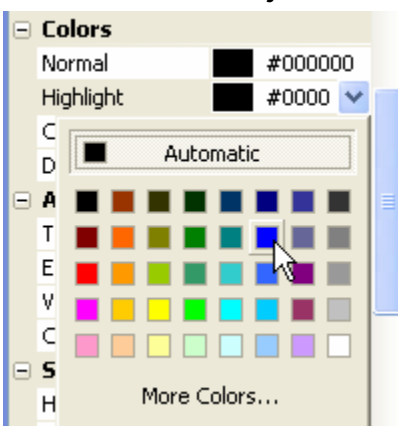 Colors
Normal #000000
Highlight #0000
C
D
Automatic
A
T
E
V
C
S
H
More Colors...